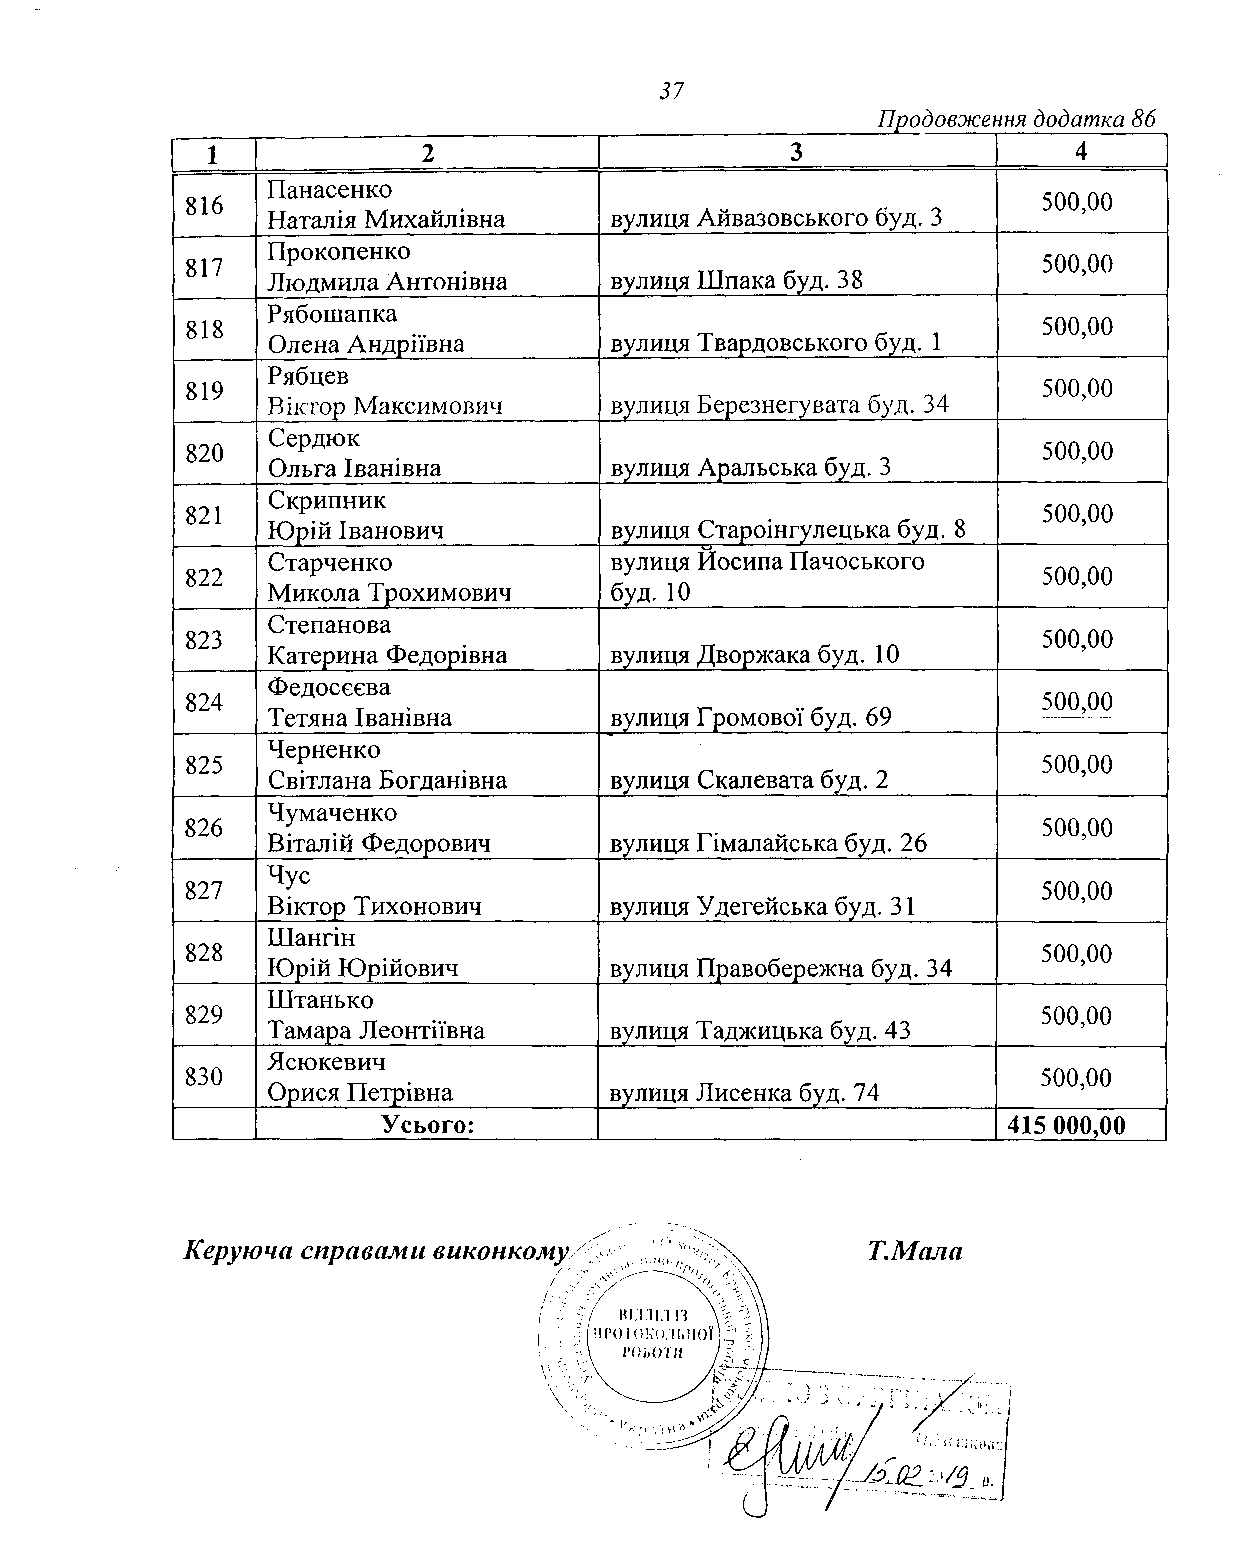 37
Продовження додатка 86
1 2 3 4
816 Панасенко
Наталія Михайлівна вулиця Айвазовського буд. 3 500,00
817 Прокопенко
Людмила Антонівна вулиця Шпака буд. 38 500,00
818 Рябошапка
Олена Андріївна вулиця Твардовського буд. 1 500,00
819 Рябцев
Віктор Максимович вулиця Березнегувата буд. 34 500,00
820 Сердюк
Ольга Іванівна вулиця Аральська буд. 3 500,00
821 Скрипник
Юрій Іванович вулиця Староінгулецька буд. 8 500,00
822 Старченко вулиця Йосипа Пачоського
Микола Трохимович буд. 10 500,00
823 Степанова
Катерина Федорівна вулиця Дворжака буд. 10 500,00
824 Федосєєва
Тетяна Іванівна вулиця Громової буд. 69 500,00
825 Черненко
Світлана Богданівна вулиця Скалевата буд. 2 500,00
826 Чумаченко
Віталій Федорович вулиця Гімалайська буд. 26 500,00
827 Чус
Віктор Тихонович вулиця Удегейська буд. 31 500,00
828 Шангін
Юрій Юрійович вулиця Правобережна буд. 34 500,00
829 Штанько
Тамара Леонтіївна вулиця Таджицька буд. 43 500,00
830 Ясюкевич
Орися Петрівна вулиця Лисенка буд. 74 500,00
Усього: 415 000,00
Керуюча справами виконкому Т.Мала
ВІДДІЛ ІЗ
ПРОТОКОЛЬНОЇ
РОБОТИ
15.02 2019 р.